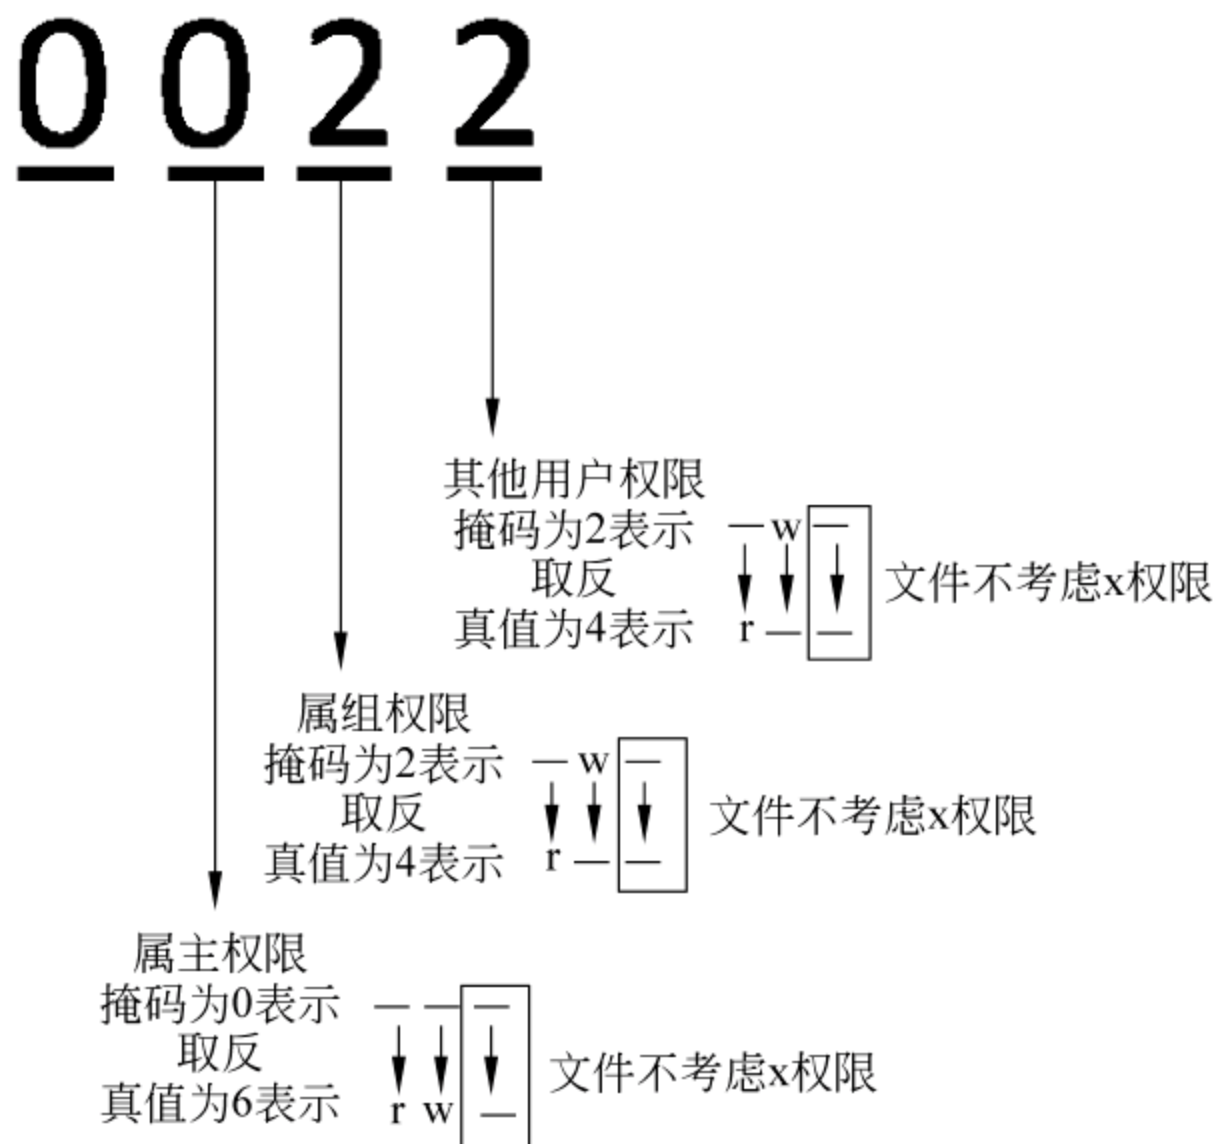 0 0 2 2
其他用户权限
掩码为2表示 — w —
取反
文件不考虑x权限
真值为4表示 r — —
属组权限
掩码为2表示 — w —
取反
文件不考虑x权限
真值为4表示 r — —
属主权限
掩码为0表示 — — —
取反
文件不考虑x权限
真值为6表示 r w —